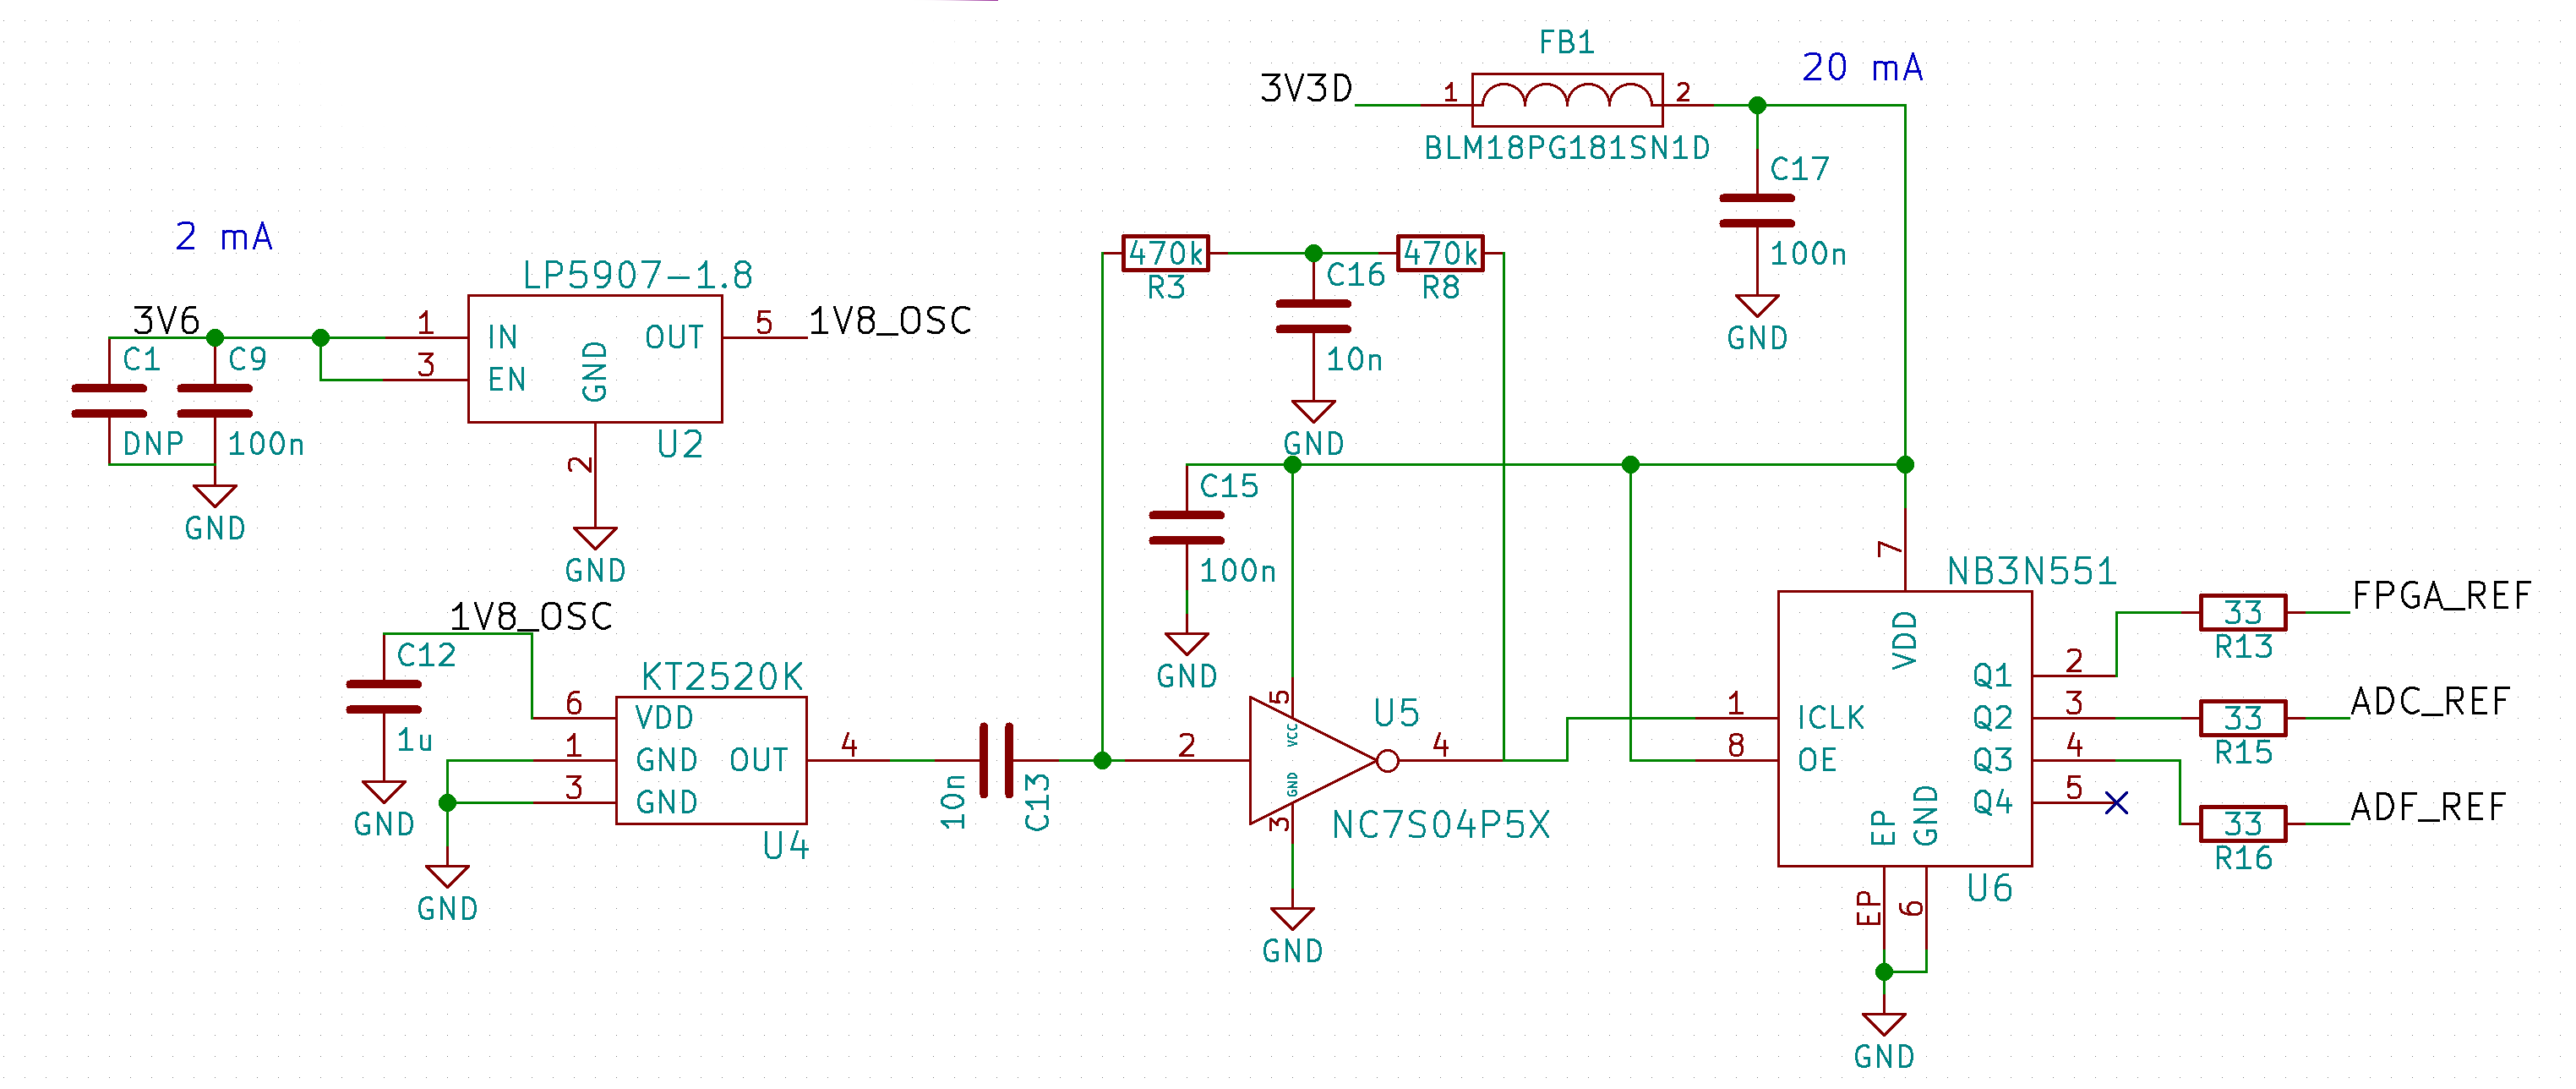 FB1
3V3D
1
2
20 mA
BLM18PG181SN1D
C17
100n
GND
2 mA
470k
R3
470k
R8
C16
10n
GND
LP5907-1.8
3V6
1
IN
3
EN
GND
OUT
5
1V8_OSC
C1
DNP
C9
100n
GND
2
U2
GND
C15
100n
GND
1V8_OSC
C12
1u
GND
KT2520K
6
VDD
1
GND
3
GND
OUT
4
U4
GND
10n
C13
2
5
VCC
GND
3
U5
4
NC7S04P5X
GND
7
NB3N551
VDD
1
ICLK
8
OE
Q1
2
Q2
3
Q3
4
Q4
5
EP
GND
EP
6
U6
GND
33
R13
FPGA_REF
33
R15
ADC_REF
33
R16
ADF_REF